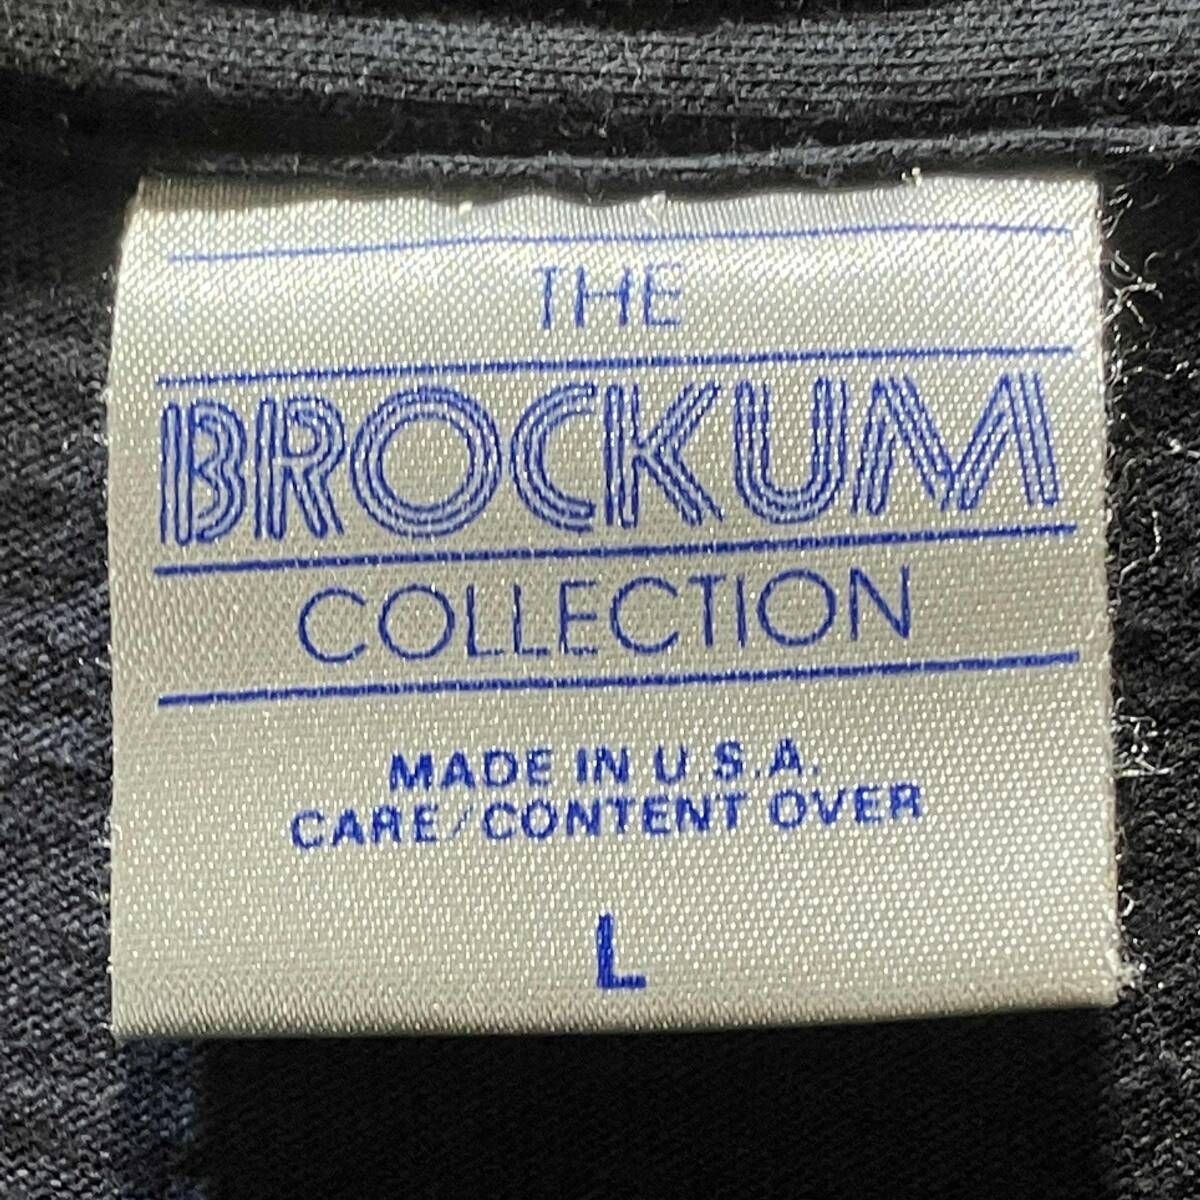 THE
BROCKUM
COLLECTION
MADE IN U.S.A.
CARE/CONTENT OVER
L